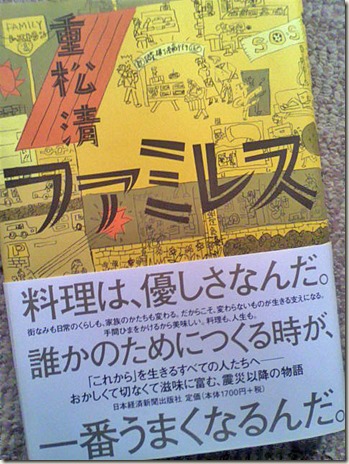 FAMILY
重松清
ファミレス
料理は、優しさなんだ。
街なみも日常のくらしも、家族のかたちも変わる。だからこそ、変わらないものが生きる支えになる。
手間ひまをかけるから美味しい。料理も、人生も。
誰かのためにつくる時が、
「これから」を生きるすべての人たちへ――
おかしくて切なくて滋味に富む、震災以降の物語
日本経済新聞出版社 定価(本体1700円+税)
一番うまくなるんだ。